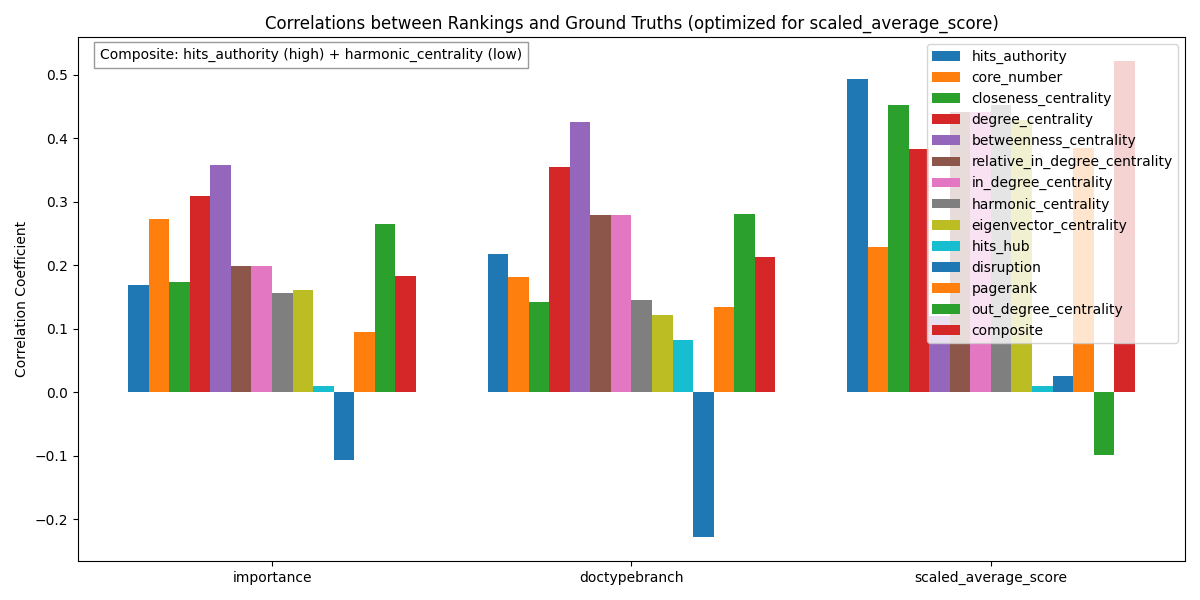 Correlations between Rankings and Ground Truths (optimized for scaled_average_score)
Composite: hits_authority (high) + harmonic_centrality (low)
hits_authority
core_number
closeness_centrality
degree_centrality
betweenness_centrality
relative_in_degree_centrality
in_degree_centrality
harmonic_centrality
eigenvector_centrality
hits_hub
disruption
pagerank
out_degree_centrality
composite
Correlation Coefficient
0.5
0.4
0.3
0.2
0.1
0.0
−0.1
−0.2
importance
doctypebranch
scaled_average_score